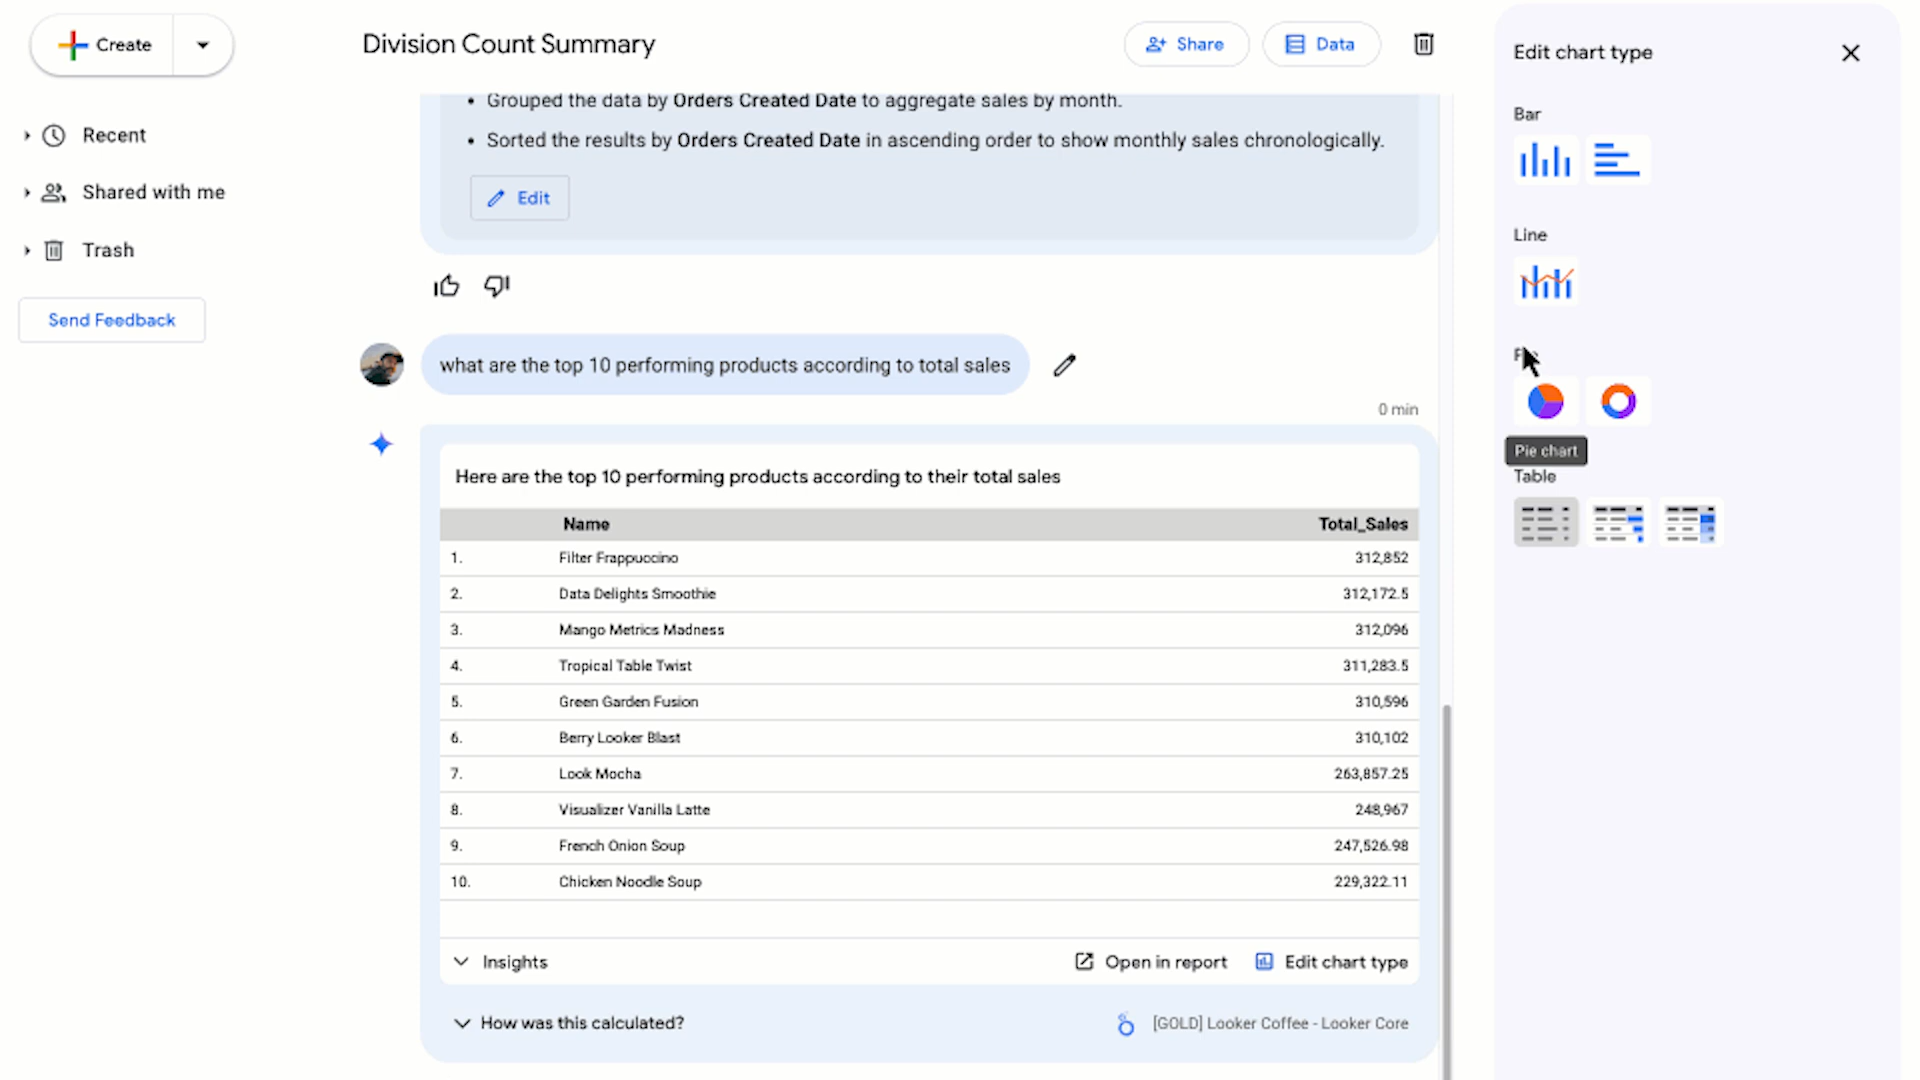 Create
Recent
Shared with me
Trash
Send Feedback
Division Count Summary
Share
Data
• Grouped the data by Orders Created Date to aggregate sales by month.
• Sorted the results by Orders Created Date in ascending order to show monthly sales chronologically.
Edit
what are the top 10 performing products according to total sales
0 min
Here are the top 10 performing products according to their total sales
Name Total_Sales
1. Filter Frappuccino 312,852
2. Data Delights Smoothie 312,172.5
3. Mango Metrics Madness 312,096
4. Tropical Table Twist 311,283.5
5. Green Garden Fusion 310,596
6. Berry Looker Blast 310,102
7. Look Mocha 263,857.25
8. Visualizer Vanilla Latte 248,967
9. French Onion Soup 247,526.98
10. Chicken Noodle Soup 229,322.11
Insights
Open in report
Edit chart type
How was this calculated?
[GOLD] Looker Coffee - Looker Core
Edit chart type
Bar
Line
Pie chart
Table